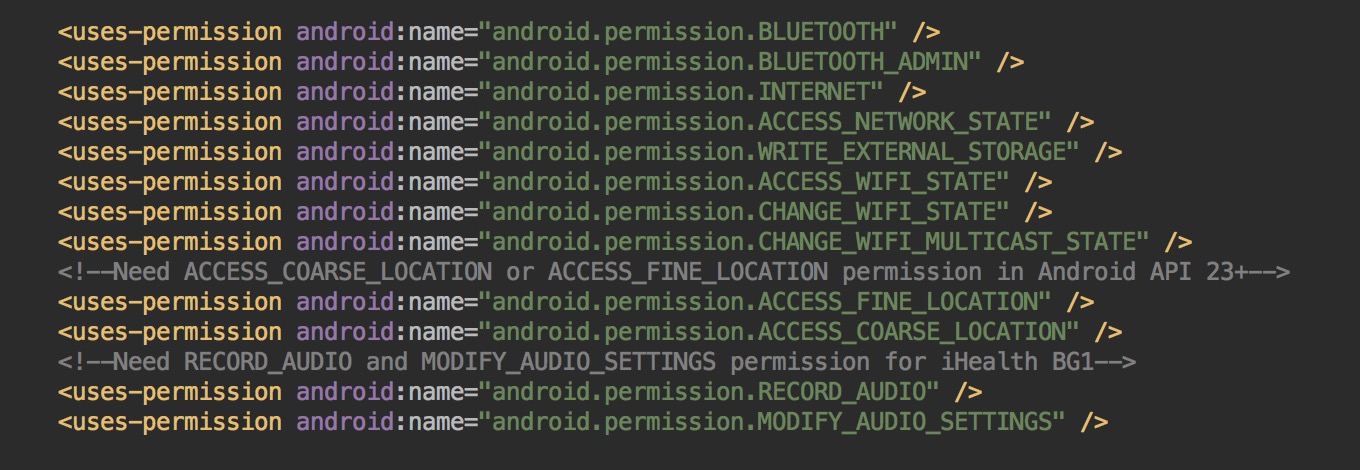 <uses-permission android:name="android.permission.BLUETOOTH" />
<uses-permission android:name="android.permission.BLUETOOTH_ADMIN" />
<uses-permission android:name="android.permission.INTERNET" />
<uses-permission android:name="android.permission.ACCESS_NETWORK_STATE" />
<uses-permission android:name="android.permission.WRITE_EXTERNAL_STORAGE" />
<uses-permission android:name="android.permission.ACCESS_WIFI_STATE" />
<uses-permission android:name="android.permission.CHANGE_WIFI_STATE" />
<uses-permission android:name="android.permission.CHANGE_WIFI_MULTICAST_STATE" />
<!--Need ACCESS_COARSE_LOCATION or ACCESS_FINE_LOCATION permission in Android API 23+-->
<uses-permission android:name="android.permission.ACCESS_FINE_LOCATION" />
<uses-permission android:name="android.permission.ACCESS_COARSE_LOCATION" />
<!--Need RECORD_AUDIO and MODIFY_AUDIO_SETTINGS permission for iHealth BG1-->
<uses-permission android:name="android.permission.RECORD_AUDIO" />
<uses-permission android:name="android.permission.MODIFY_AUDIO_SETTINGS" />